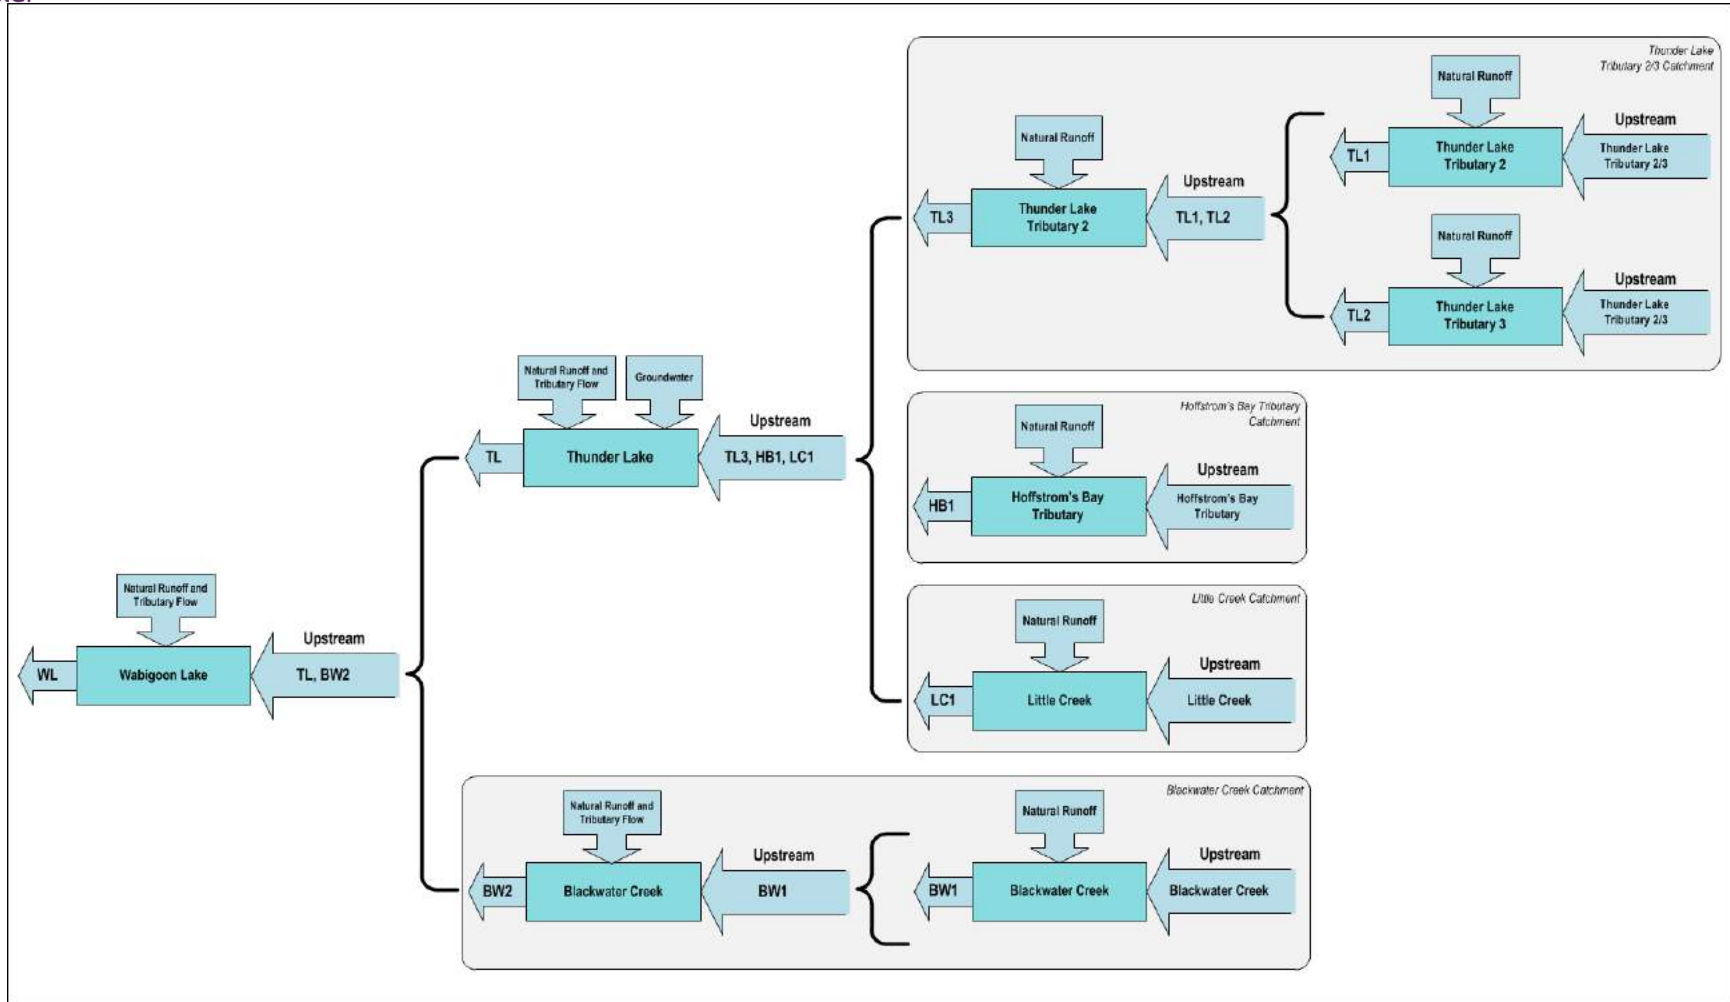 Thunder Lake
Tributary 2/3 Catchment
Natural Runoff
Upstream
TL1
Thunder Lake
Tributary 2
Thunder Lake
Tributary 2/3
Natural Runoff
Upstream
TL3
Thunder Lake
Tributary 2
TL1, TL2
Natural Runoff
Upstream
TL2
Thunder Lake
Tributary 3
Thunder Lake
Tributary 2/3
Natural Runoff and
Tributary Flow
Groundwater
Upstream
TL
Thunder Lake
TL3, HB1, LC1
Hoffstrom's Bay Tributary
Catchment
Natural Runoff
Upstream
HB1
Hoffstrom's Bay
Tributary
Hoffstrom's Bay
Tributary
Little Creek Catchment
Natural Runoff
Upstream
LC1
Little Creek
Little Creek
Natural Runoff and
Tributary Flow
Upstream
WL
Wabigoon Lake
TL, BW2
Blackwater Creek Catchment
Natural Runoff and
Tributary Flow
Upstream
BW2
Blackwater Creek
BW1
Natural Runoff
Upstream
BW1
Blackwater Creek
Blackwater Creek